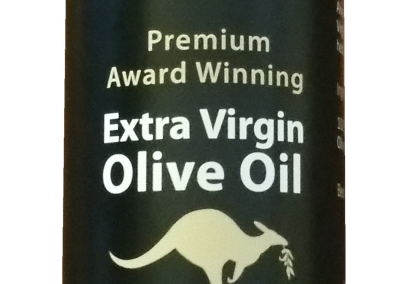 Premium
Award Winning
Extra Virgin
Olive Oil